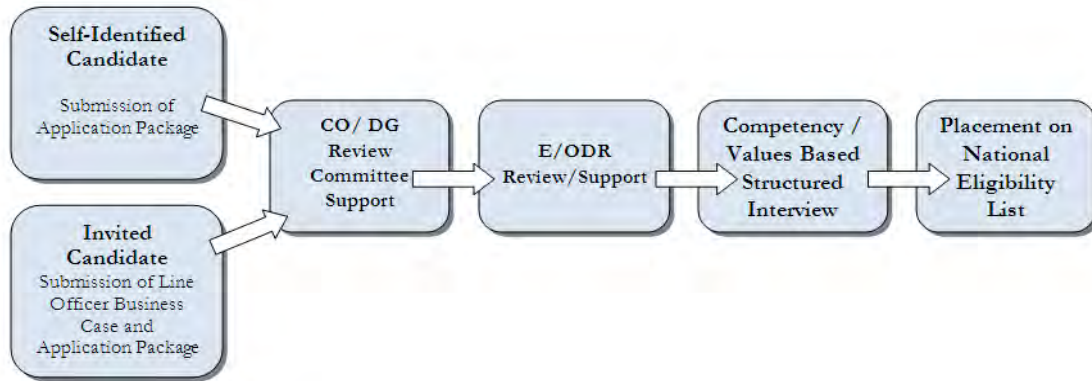 Self-Identified
Candidate
Submission of
Application Package
Invited
Candidate
Submission of Line
Officer Business
Case and
Application Package
CO/ DG
Review
Committee
Support
E/ODR
Review/Support
Competency /
Values Based
Structured
Interview
Placement on
National
Eligibility
List